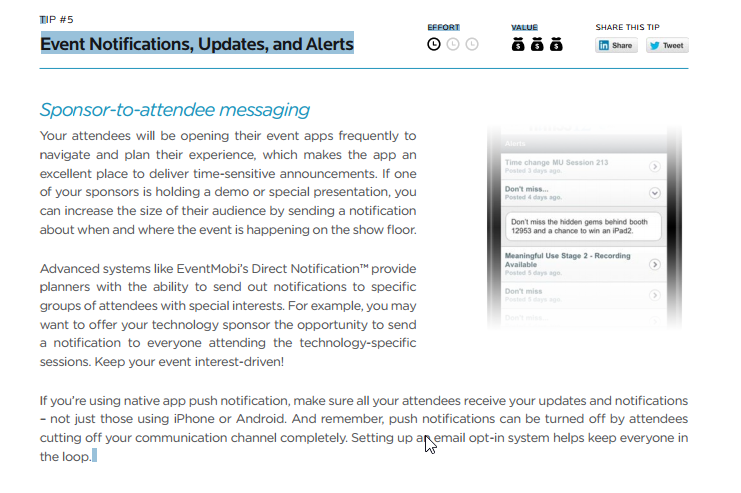 TIP #5
EFFORT
VALUE
SHARE THIS TIP
Event Notifications, Updates, and Alerts
Share
Tweet
Sponsor-to-attendee messaging
Your attendees will be opening their event apps frequently to
navigate and plan their experience, which makes the app an
excellent place to deliver time-sensitive announcements. If one
of your sponsors is holding a demo or special presentation, you
can increase the size of their audience by sending a notification
about when and where the event is happening on the show floor.
Advanced systems like EventMobi's Direct Notification™ provide
planners with the ability to send out notifications to specific
groups of attendees with special interests. For example, you may
want to offer your technology sponsor the opportunity to send
a notification to everyone attending the technology-specific
sessions. Keep your event interest-driven!
Alerts
Time change MU Session 213
Posted 3 days ago.
Don't miss...
Posted 4 days ago.
Don't miss the hidden gems behind booth
12953 and a chance to win an iPad2.
Meaningful Use Stage 2 - Recording
Available
Posted 5 days ago.
Don't miss
Posted 5 days ago.
Don't miss...
If you're using native app push notification, make sure all your attendees receive your updates and notifications
– not just those using iPhone or Android. And remember, push notifications can be turned off by attendees
cutting off your communication channel completely. Setting up an email opt-in system helps keep everyone in
the loop.